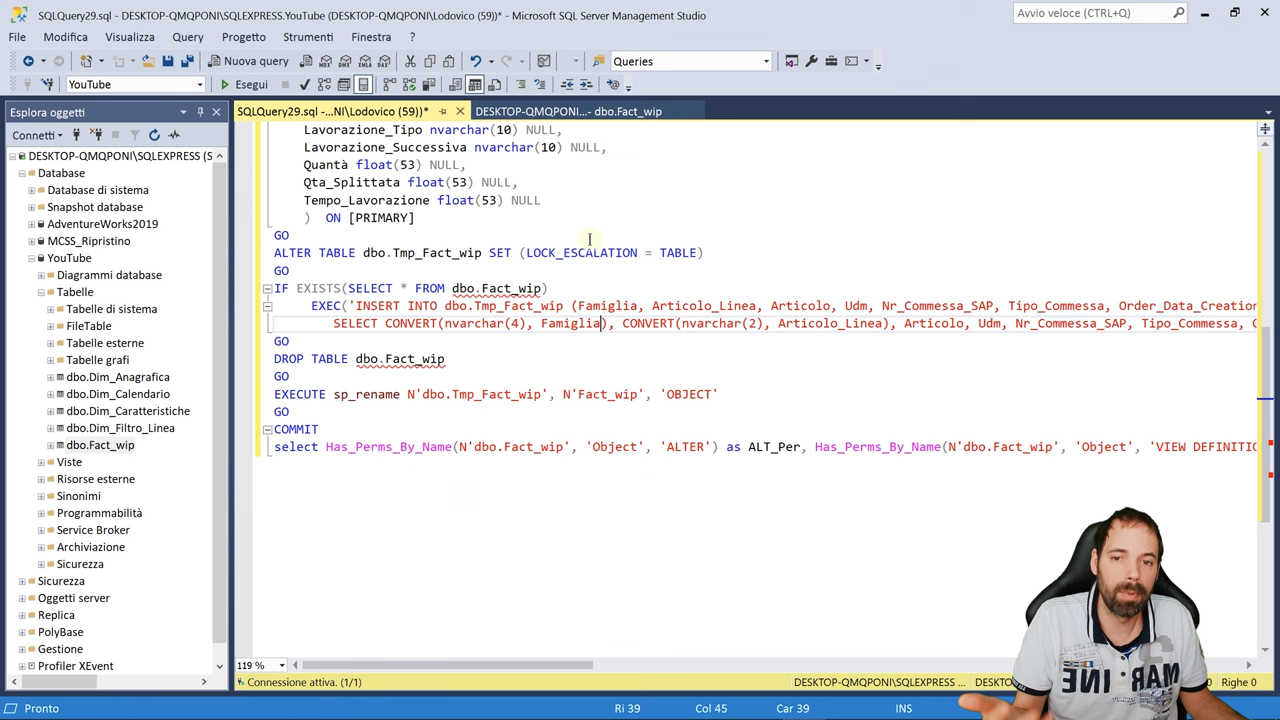 SQLQuery29.sql - DESKTOP-QMQPONI\SQLEXPRESS.YouTube (DESKTOP-QMQPONI\Lodovico (59))* - Microsoft SQL Server Management Studio
Avvio veloce (CTRL+Q)
File Modifica Visualizza Query Progetto Strumenti Finestra ?
Nuova query
Queries
YouTube
Esegui
Esplora oggetti
SQLQuery29.sql -...NI\Lodovico (59))*
DESKTOP-QMQPONI... - dbo.Fact_wip
Connetti
DESKTOP-QMQPONI\SQLEXPRESS (S
Database
Database di sistema
Snapshot database
AdventureWorks2019
MCSS_Ripristino
YouTube
Diagrammi database
Tabelle
Tabelle di sistema
FileTable
Tabelle esterne
Tabelle grafi
dbo.Dim_Anagrafica
dbo.Dim_Calendario
dbo.Dim_Caratteristiche
dbo.Dim_Filtro_Linea
dbo.Fact_wip
Viste
Risorse esterne
Sinonimi
Programmabilità
Service Broker
Archiviazione
Sicurezza
Sicurezza
Oggetti server
Replica
PolyBase
Gestione
Profiler XEvent
Lavorazione_Tipo nvarchar(10) NULL,
Lavorazione_Successiva nvarchar(10) NULL,
Quantà float(53) NULL,
Qta_Splittata float(53) NULL,
Tempo_Lavorazione float(53) NULL
) ON [PRIMARY]
GO
ALTER TABLE dbo.Tmp_Fact_wip SET (LOCK_ESCALATION = TABLE)
GO
IF EXISTS(SELECT * FROM dbo.Fact_wip)
EXEC('INSERT INTO dbo.Tmp_Fact_wip (Famiglia, Articolo_Linea, Articolo, Udm, Nr_Commessa_SAP, Tipo_Commessa, Order_Data_Creation
SELECT CONVERT(nvarchar(4), Famiglia), CONVERT(nvarchar(2), Articolo_Linea), Articolo, Udm, Nr_Commessa_SAP, Tipo_Commessa, O
GO
DROP TABLE dbo.Fact_wip
GO
EXECUTE sp_rename N'dbo.Tmp_Fact_wip', N'Fact_wip', 'OBJECT'
GO
COMMIT
select Has_Perms_By_Name(N'dbo.Fact_wip', 'Object', 'ALTER') as ALT_Per, Has_Perms_By_Name(N'dbo.Fact_wip', 'Object', 'VIEW DEFINITIO
119 %
Connessione attiva. (1/1)
DESKTOP-QMQPONI\SQLEXPRESS
Righe 0
Pronto
Ri 39
Col 45
Car 39
INS
MARINE